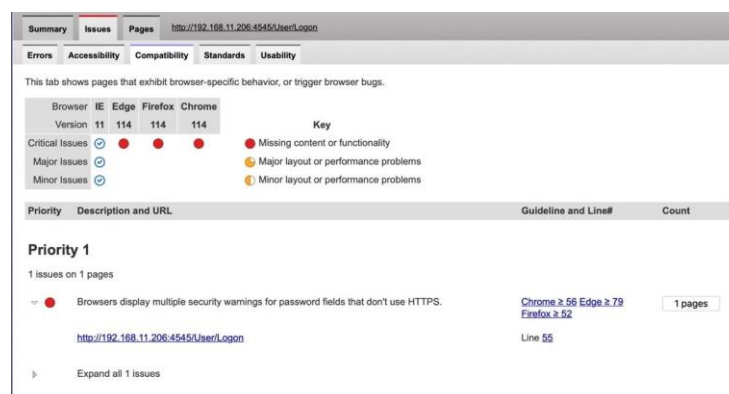 Summary Issues Pages http://192.168.11.206:4545/User/Logon
Errors Accessibility Compatibility Standards Usability
This tab shows pages that exhibit browser-specific behavior, or trigger browser bugs.
Browser IE Edge Firefox Chrome
Version 11 114 114 114 Key
Critical Issues Missing content or functionality
Major Issues Major layout or performance problems
Minor Issues Minor layout or performance problems
Priority Description and URL Guideline and Line# Count
Priority 1
1 issues on 1 pages
Browsers display multiple security warnings for password fields that don't use HTTPS. Chrome ≥ 56 Edge ≥ 79 1 pages
Firefox ≥ 52
http://192.168.11.206:4545/User/Logon Line 55
Expand all 1 issues